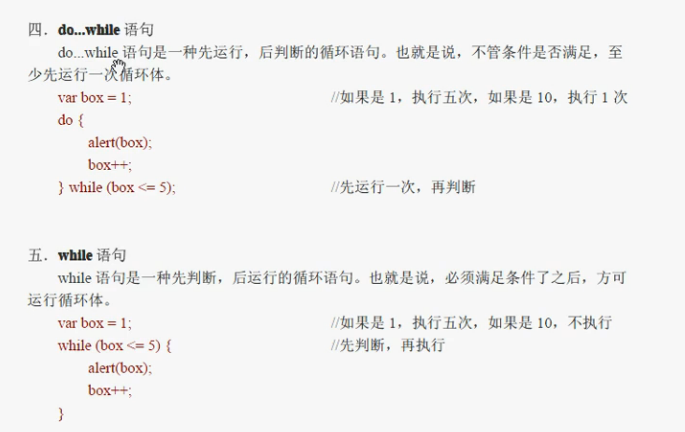 四．do...while 语句
do...while 语句是一种先运行，后判断的循环语句。也就是说，不管条件是否满足，至
少先运行一次循环体。
var box = 1; //如果是 1，执行五次，如果是 10，执行 1 次
do {
alert(box);
box++;
} while (box <= 5); //先运行一次，再判断
五．while 语句
while 语句是一种先判断，后运行的循环语句。也就是说，必须满足条件了之后，方可
运行循环体。
var box = 1; //如果是 1，执行五次，如果是 10，不执行
while (box <= 5) { //先判断，再执行
alert(box);
box++;
}